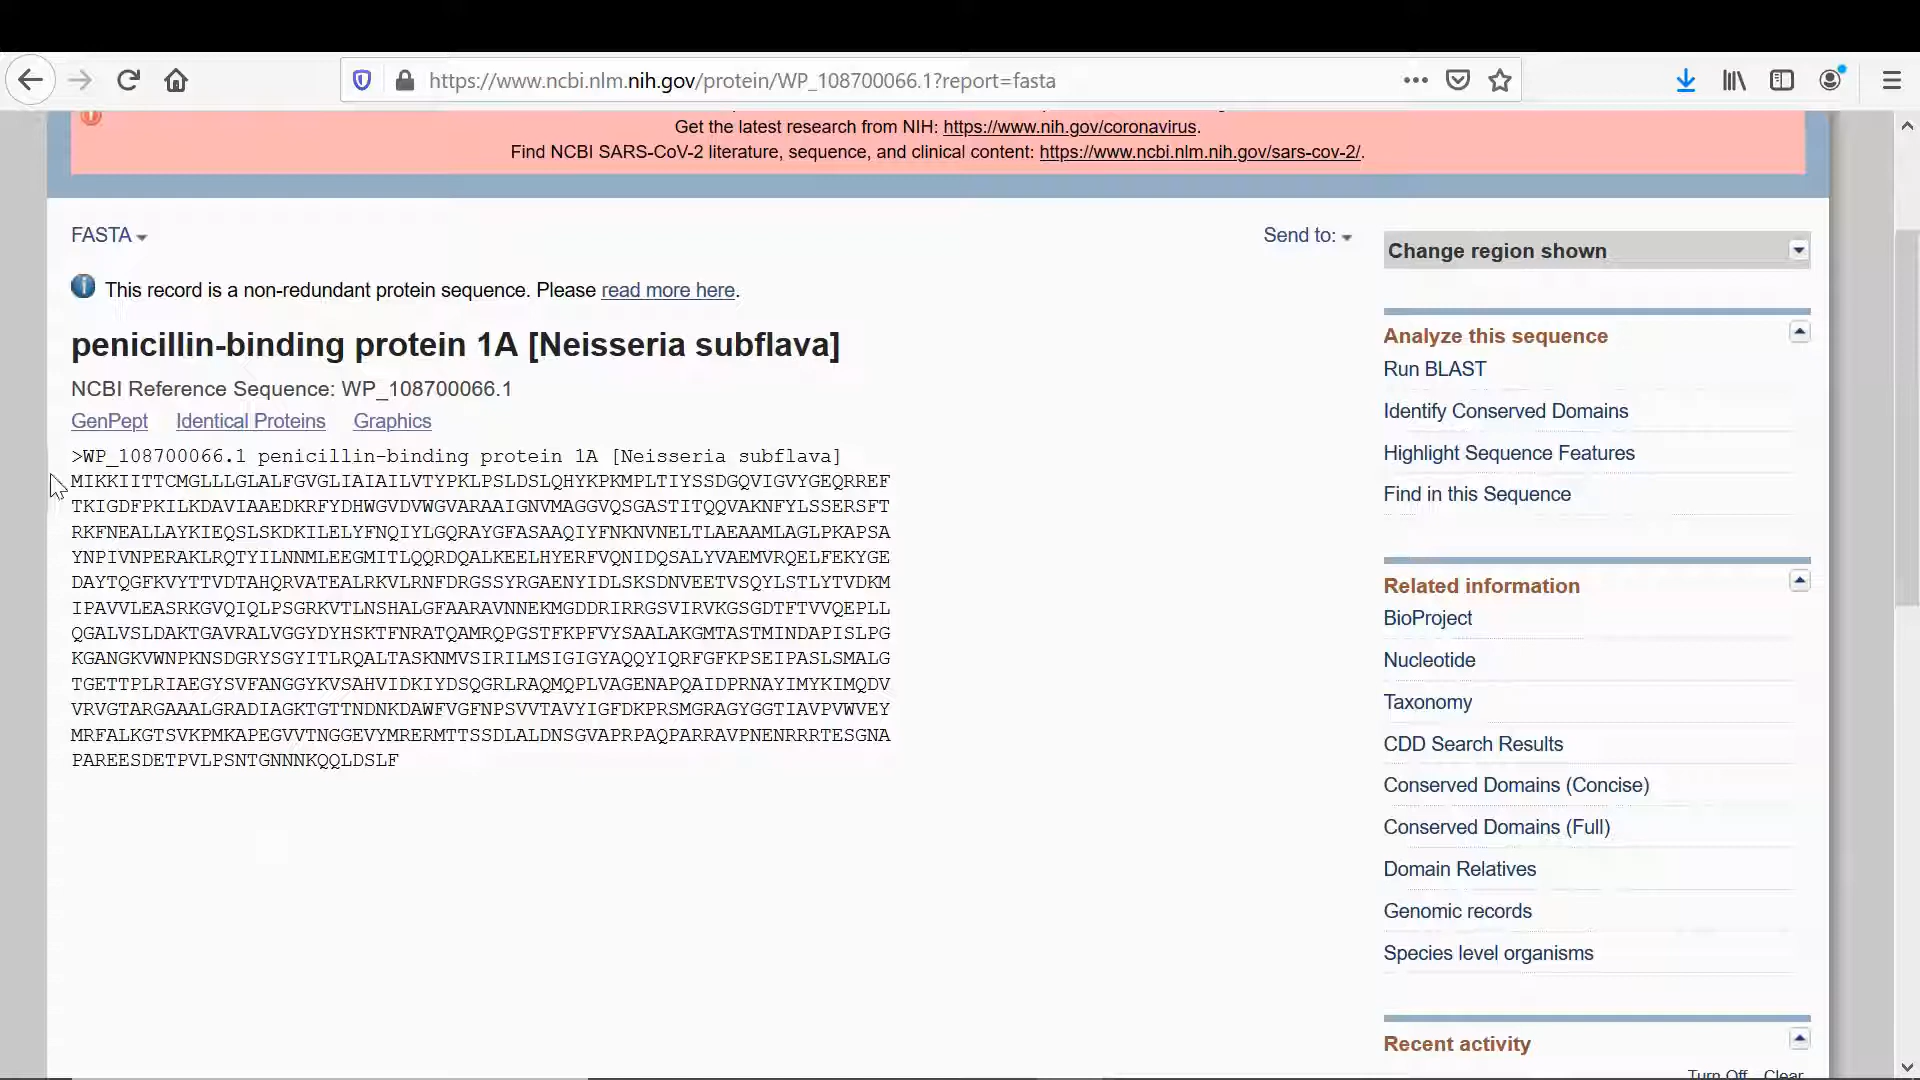 https://www.ncbi.nlm.nih.gov/protein/WP_108700066.1?report=fasta
Get the latest research from NIH: https://www.nih.gov/coronavirus.
Find NCBI SARS-CoV-2 literature, sequence, and clinical content: https://www.ncbi.nlm.nih.gov/sars-cov-2/.
FASTA
Send to:
This record is a non-redundant protein sequence. Please read more here.
penicillin-binding protein 1A [Neisseria subflava]
NCBI Reference Sequence: WP_108700066.1
GenPept Identical Proteins Graphics
>WP_108700066.1 penicillin-binding protein 1A [Neisseria subflava]
MIKKIITTCMGLLLGLALFGVGLIAIAILVTYPKLPSLDSLQHYKPKMPLTIYSSDGQVIGVYGEQRREF
TKIGDFPKILKDAVIAAEDKRFYDHWGVDVWGVARAAIGNVMAGGVQSGASTITQQVAKNFYLSSERSFT
RKFNEALLAYKIEQSLSKDKILELYFNQIYLGQRAYGFASAAQIYFNKNVNELTLAEAAMLAGLPKAPSA
YNPIVNPERAKLRQTYILNNMLEEGMITLQQRDQALKEELHYERFVQNIDQSALYVAEMVRQELFEKYGE
DAYTQGFKVYTTVDTAHQRVATEALRKVLRNFDRGSSYRGAENYIDLSKSDNVEETVSQYLSTLYTVDKM
IPAVVLEASRKGVQIQLPSGRKVTLNSHALGFAARAVNNEKMGDDRIRRGSVIRVKGSGDTFTVVQEPLL
QGALVSLDAKTGAVRALVGGYDYHSKTFNRATQAMRQPGSTFKPFVYSAALAKGMTASTMINDAPISLPG
KGANGKVWNPKNSDGRYSGYITLRQALTASKNMVSIRILMSIGIGYAQQYIQRFGFKPSEIPASLSMALG
TGETTPLRIAEGYSVFANGGYKVSAHVIDKIYDSQGRLRAQMQPLVAGENAPQAIDPRNAYIMYKIMQDV
VRVGTARGAAALGRADIAGKTGTTNDNKDAWFVGFNPSVVTAVYIGFDKPRSMGRAGYGGTIAVPVWVEY
MRFALKGTSVKPMKAPEGVVTNGGEVYMRERMTTSSDLALDNSGVAPRPAQPARRAVPNENRRRTESGNA
PAREESDETPVLPSNTGNNNKQQLDSLF
Change region shown
Analyze this sequence
Run BLAST
Identify Conserved Domains
Highlight Sequence Features
Find in this Sequence
Related information
BioProject
Nucleotide
Taxonomy
CDD Search Results
Conserved Domains (Concise)
Conserved Domains (Full)
Domain Relatives
Genomic records
Species level organisms
Recent activity
Turn Off Clear